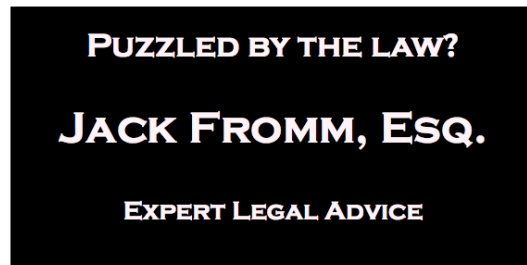 Puzzled by the law?
Jack Fromm, Esq.
Expert Legal Advice